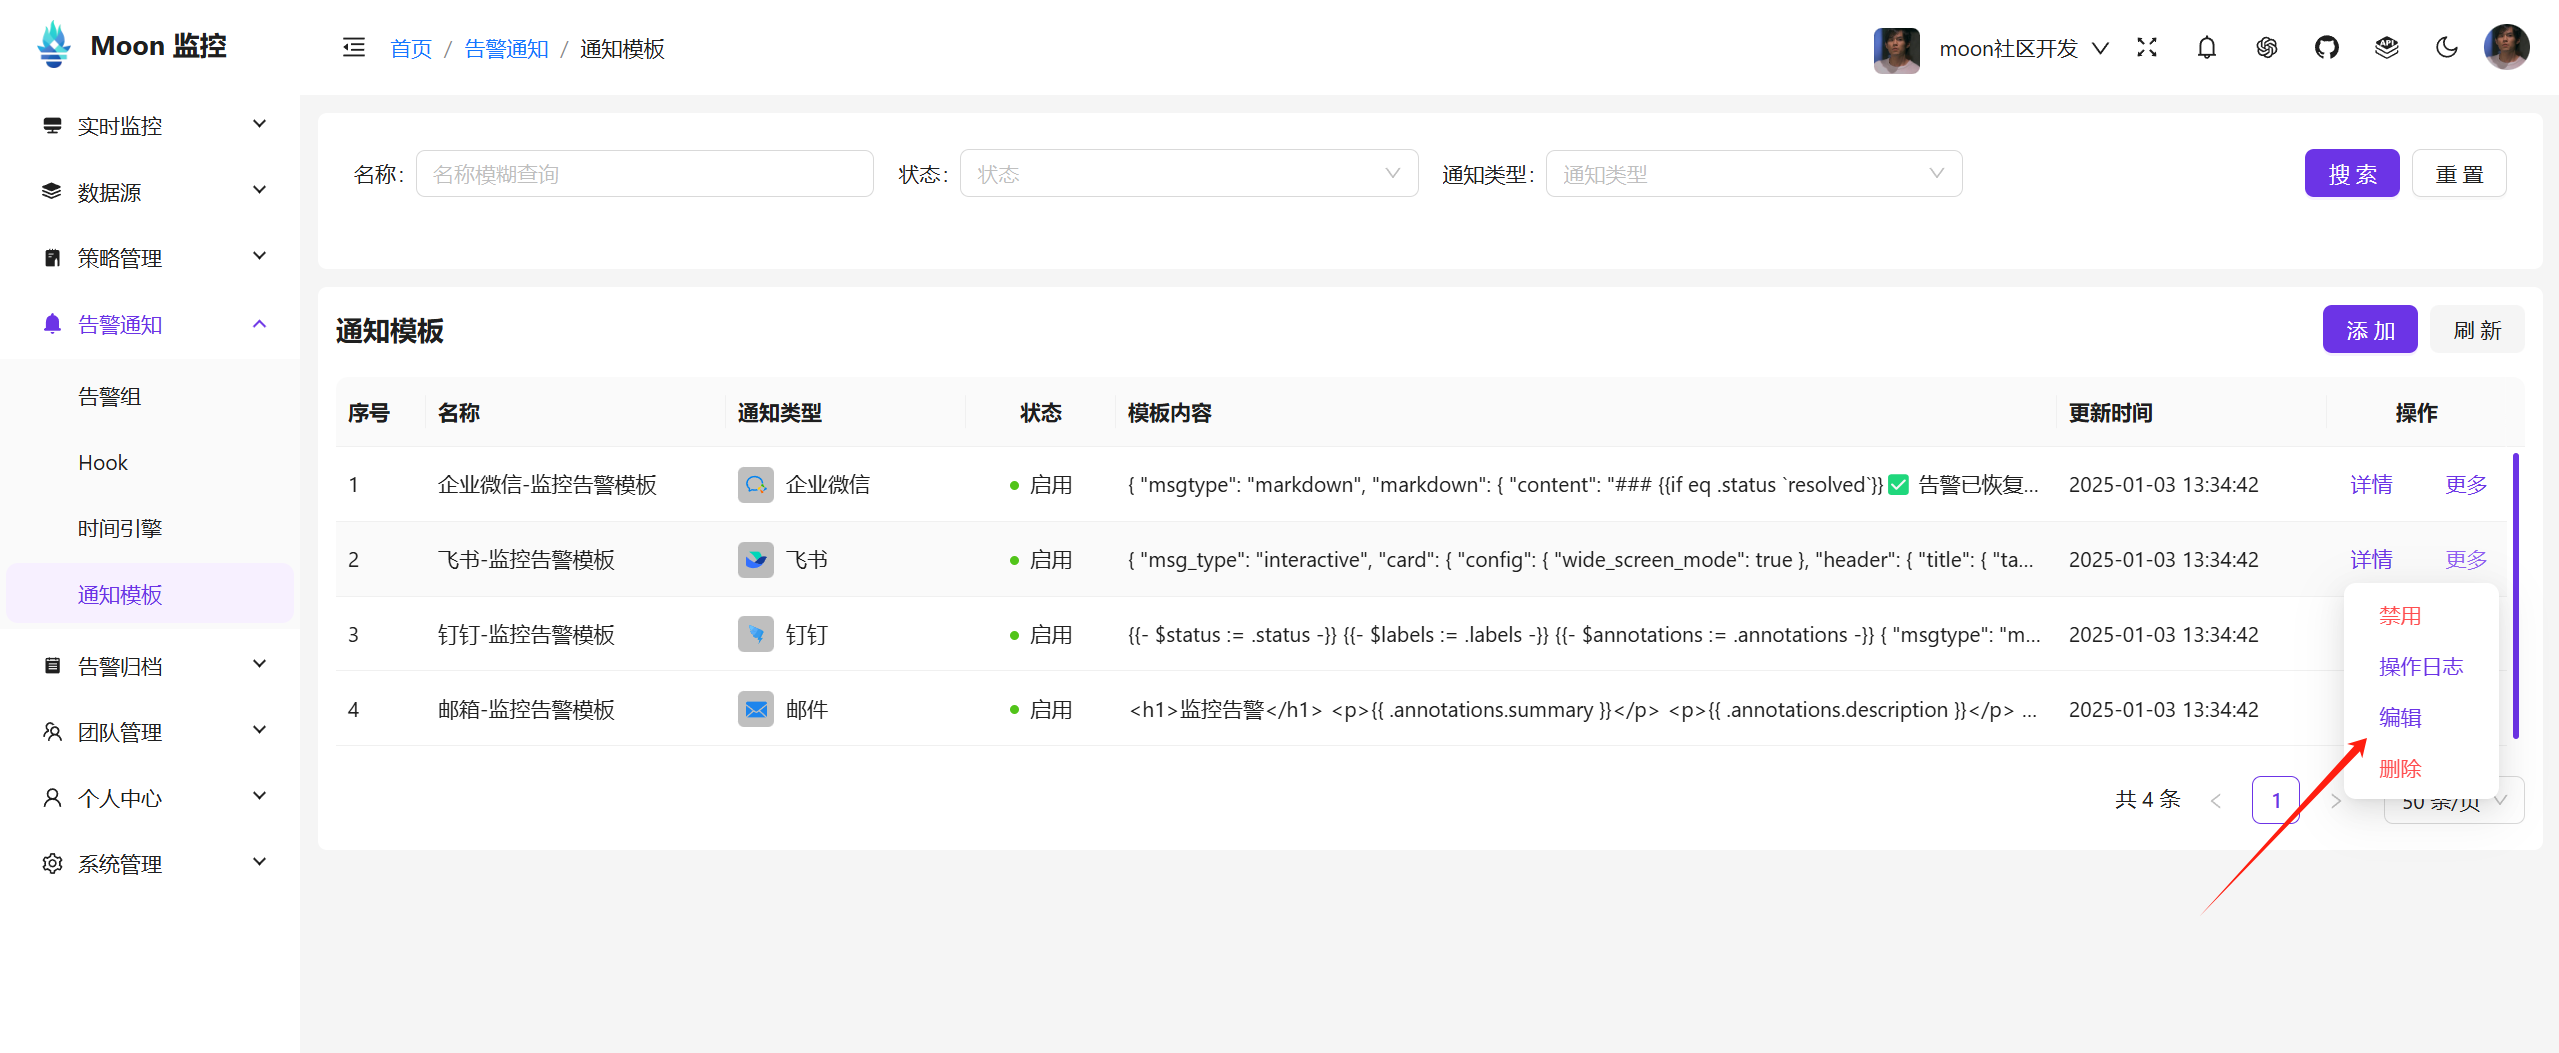 Moon 监控
首页 / 告警通知 / 通知模板
moon社区开发
实时监控
数据源
策略管理
告警通知
告警组
Hook
时间引擎
通知模板
告警归档
团队管理
个人中心
系统管理
名称: 名称模糊查询 状态: 状态 通知类型: 通知类型 搜 索 重 置
通知模板 添 加 刷 新
序号 名称 通知类型 状态 模板内容 更新时间 操作
1 企业微信-监控告警模板 企业微信 启用 { "msgtype": "markdown", "markdown": { "content": "### {{if eq .status `resolved`}}✅ 告警已恢复... 2025-01-03 13:34:42 详情 更多
2 飞书-监控告警模板 飞书 启用 { "msg_type": "interactive", "card": { "config": { "wide_screen_mode": true }, "header": { "title": { "ta... 2025-01-03 13:34:42 详情 更多
3 钉钉-监控告警模板 钉钉 启用 {{- $status := .status -}} {{- $labels := .labels -}} {{- $annotations := .annotations -}} { "msgtype": "m... 2025-01-03 13:34:42
4 邮箱-监控告警模板 邮件 启用 <h1>监控告警</h1> <p>{{ .annotations.summary }}</p> <p>{{ .annotations.description }}</p> ... 2025-01-03 13:34:42
禁用
操作日志
编辑
删除
共 4 条 < 1 > 50 条/页